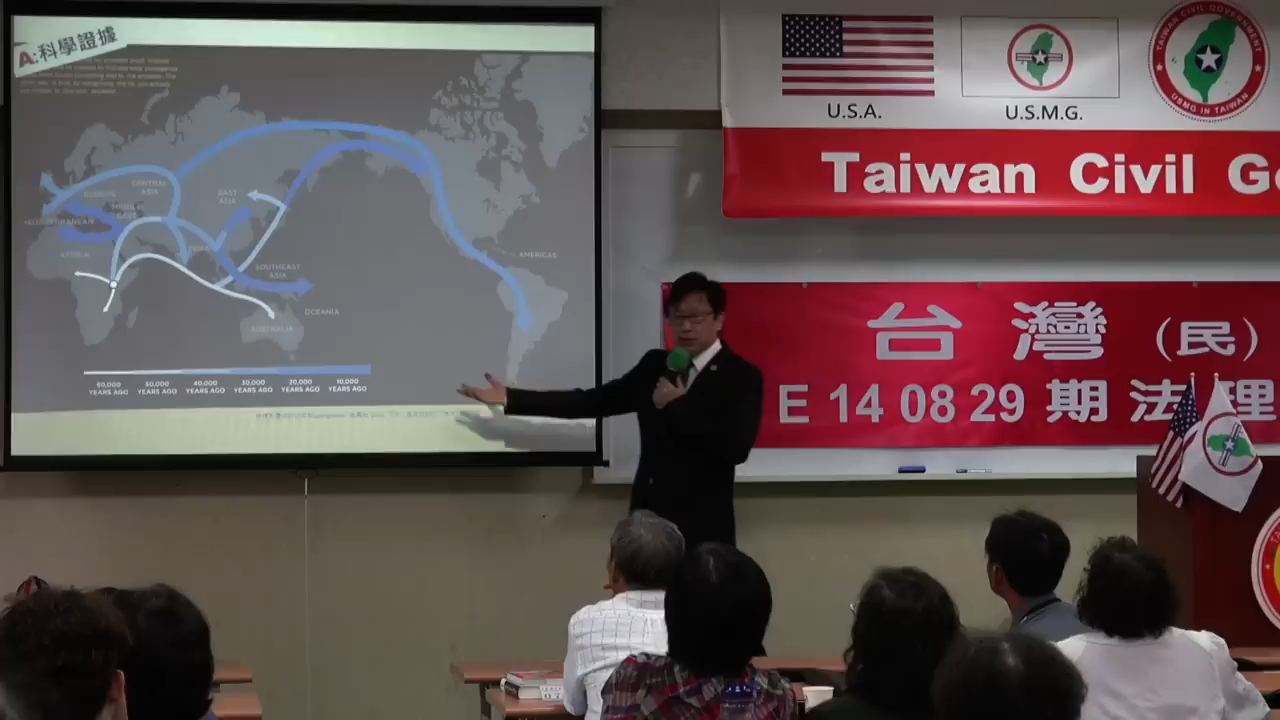 A:科學證據
EUROPE
CENTRAL
ASIA
MIDDLE
EAST
MEDITERRANEAN
AFRICA
EAST
ASIA
INDIA
SOUTHEAST
ASIA
AMERICAS
OCEANIA
AUSTRALIA
60,000
YEARS AGO
50,000
YEARS AGO
40,000
YEARS AGO
30,000
YEARS AGO
20,000
YEARS AGO
10,000
YEARS AGO
U.S.A.
U.S.M.G.
TAIWAN CIVIL GOVERNMENT
USMG IN TAIWAN
Taiwan Civil G
台灣(民)
E 14 08 29 期 法 理